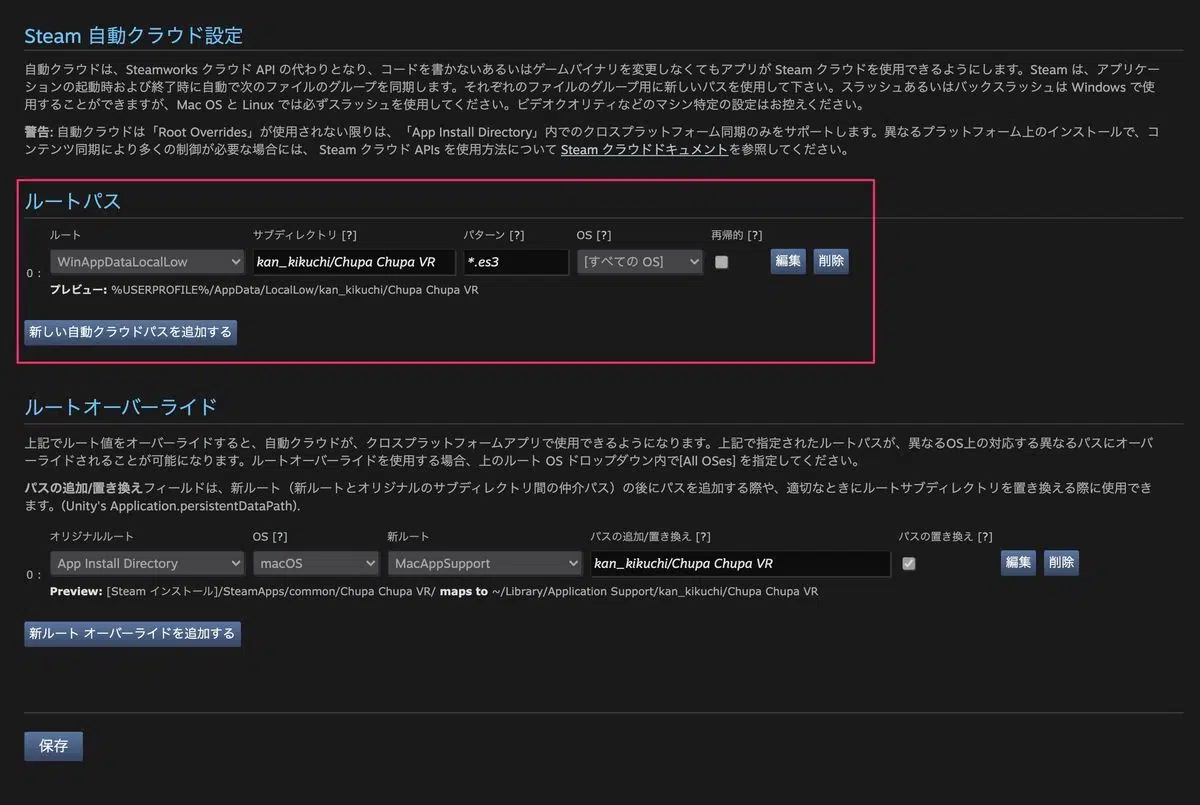 Steam 自動クラウド設定
自動クラウドは、Steamworks クラウド API の代わりとなり、コードを書かないあるいはゲームバイナリを変更しなくてもアプリが Steam クラウドを使用できるようにします。Steam は、アプリケー
ションの起動時および終了時に自動で次のファイルのグループを同期します。それぞれのファイルのグループ用に新しいパスを使用して下さい。スラッシュあるいはバックスラッシュは Windows で使
用することができますが、Mac OS と Linux では必ずスラッシュを使用してください。ビデオクオリティなどのマシン特定の設定はお控えください。
警告: 自動クラウドは「Root Overrides」が使用されない限りは、「App Install Directory」内でのクロスプラットフォーム同期のみをサポートします。異なるプラットフォーム上のインストールで、コ
ンテンツ同期により多くの制御が必要な場合には、 Steam クラウド APIs を使用方法について Steam クラウドドキュメントを参照してください。
ルートパス
ルート サブディレクトリ [?] パターン [?] OS [?] 再帰的 [?]
0 : WinAppDataLocalLow kan_kikuchi/Chupa Chupa VR *.es3 [すべての OS] 編集 削除
プレビュー: %USERPROFILE%/AppData/LocalLow/kan_kikuchi/Chupa Chupa VR
新しい自動クラウドパスを追加する
ルートオーバーライド
上記でルート値をオーバーライドすると、自動クラウドが、クロスプラットフォームアプリで使用できるようになります。上記で指定されたルートパスが、異なるOS上の対応する異なるパスにオーバ
ーライドされることが可能になります。ルートオーバーライドを使用する場合、上のルート OS ドロップダウン内で[All OSes] を指定してください。
パスの追加/置き換えフィールドは、新ルート（新ルートとオリジナルのサブディレクトリ間の仲介パス）の後にパスを追加する際や、適切なときにルートサブディレクトリを置き換える際に使用でき
ます。(Unity's Application.persistentDataPath).
オリジナルルート OS [?] 新ルート パスの追加/置き換え [?] パスの置き換え [?]
0 : App Install Directory macOS MacAppSupport kan_kikuchi/Chupa Chupa VR 編集 削除
Preview: [Steam インストール]/SteamApps/common/Chupa Chupa VR/ maps to ~/Library/Application Support/kan_kikuchi/Chupa Chupa VR
新ルート オーバーライドを追加する
保存